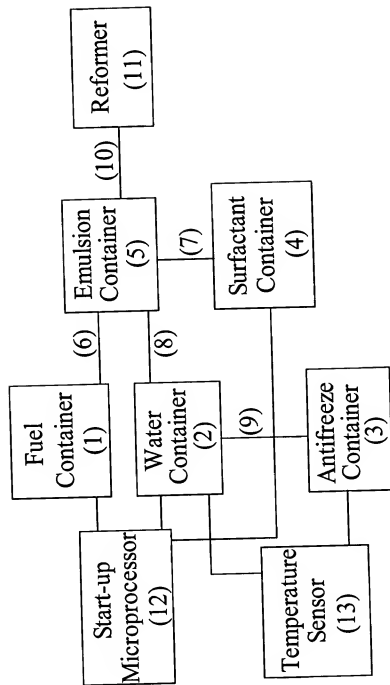 Fuel
Container
(1)
(6)
Emulsion
Container
(5)
(10)
Reformer
(11)
Start-up
Microprocessor
(12)
Water
Container
(2)
(8)
(7)
(9)
Surfactant
Container
(4)
Temperature
Sensor
(13)
Antifreeze
Container
(3)